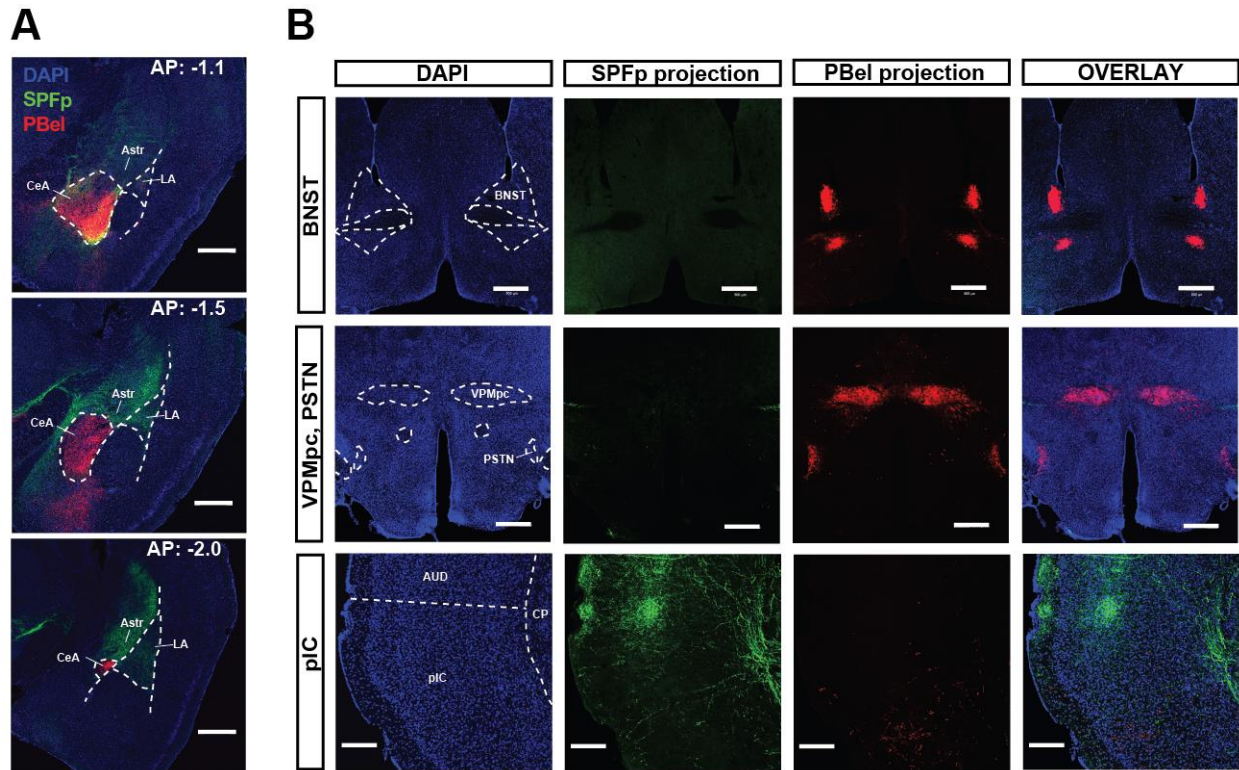 A
DAPI
SPFp
PBel
AP: -1.1
Astr
LA
CeA
AP: -1.5
Astr
LA
CeA
AP: -2.0
Astr
LA
CeA
B
DAPI
SPFp projection
PBel projection
OVERLAY
BNST
BNST
VPMpc, PSTN
VPMpc
PSTN
pIC
AUD
CP
pIC